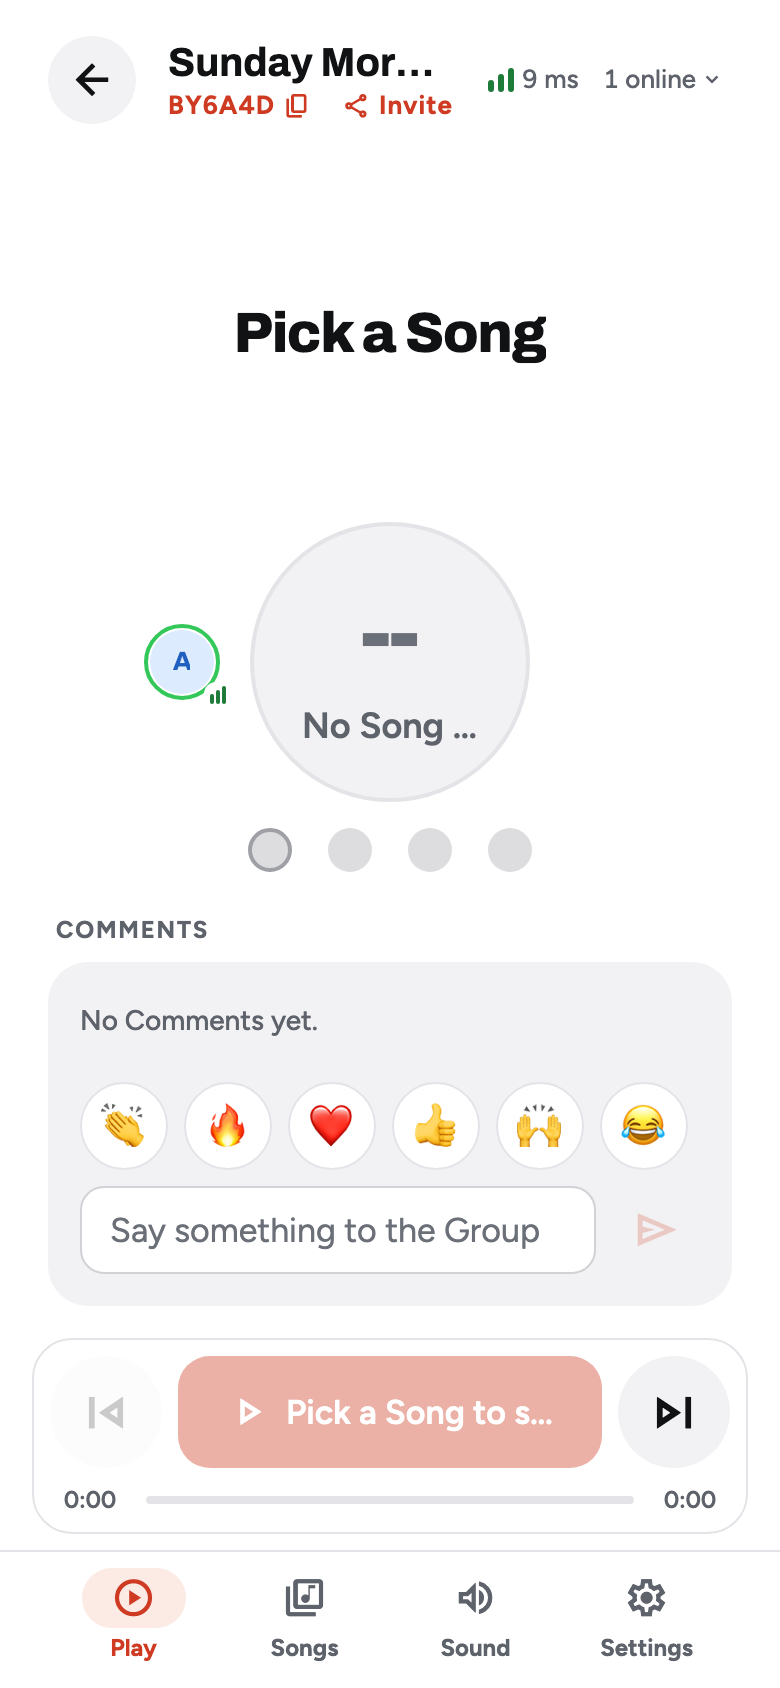 Sunday Mor...
BY6A4D Invite
9 ms 1 online
Pick a Song
A
--
No Song ...
COMMENTS
No Comments yet.
Say something to the Group
Pick a Song to s...
0:00 0:00
Play Songs Sound Settings